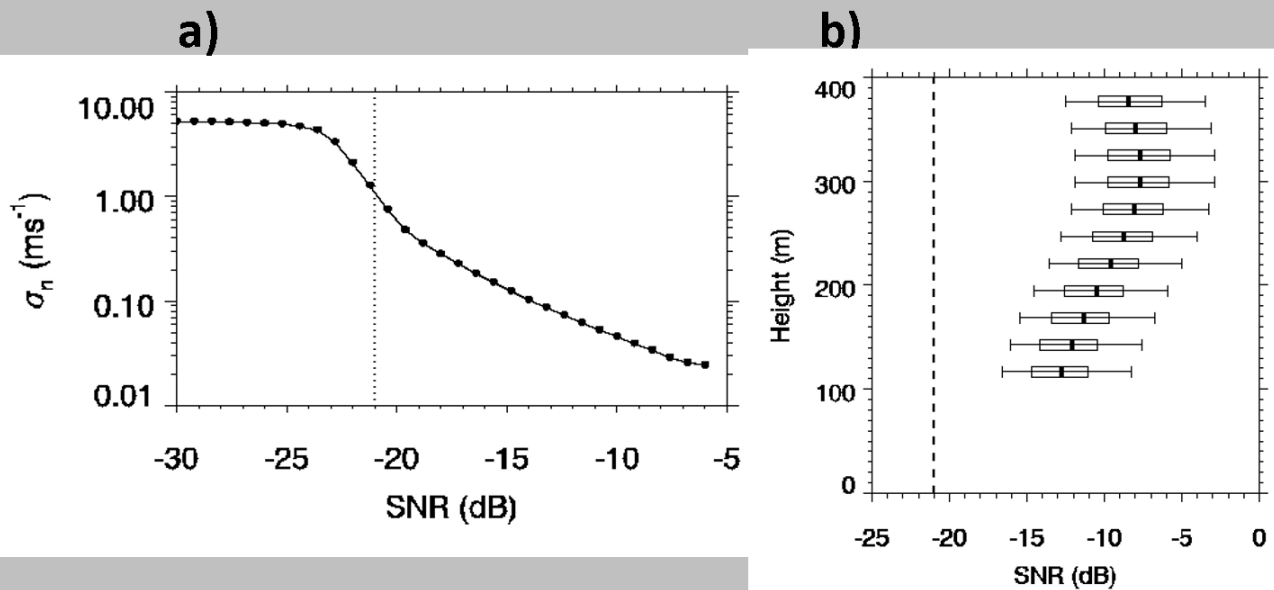 a)
10.00
1.00
0.10
0.01
σn (ms-1)
-30 -25 -20 -15 -10 -5
SNR (dB)
b)
400
300
200
100
0
Height (m)
-25 -20 -15 -10 -5 0
SNR (dB)